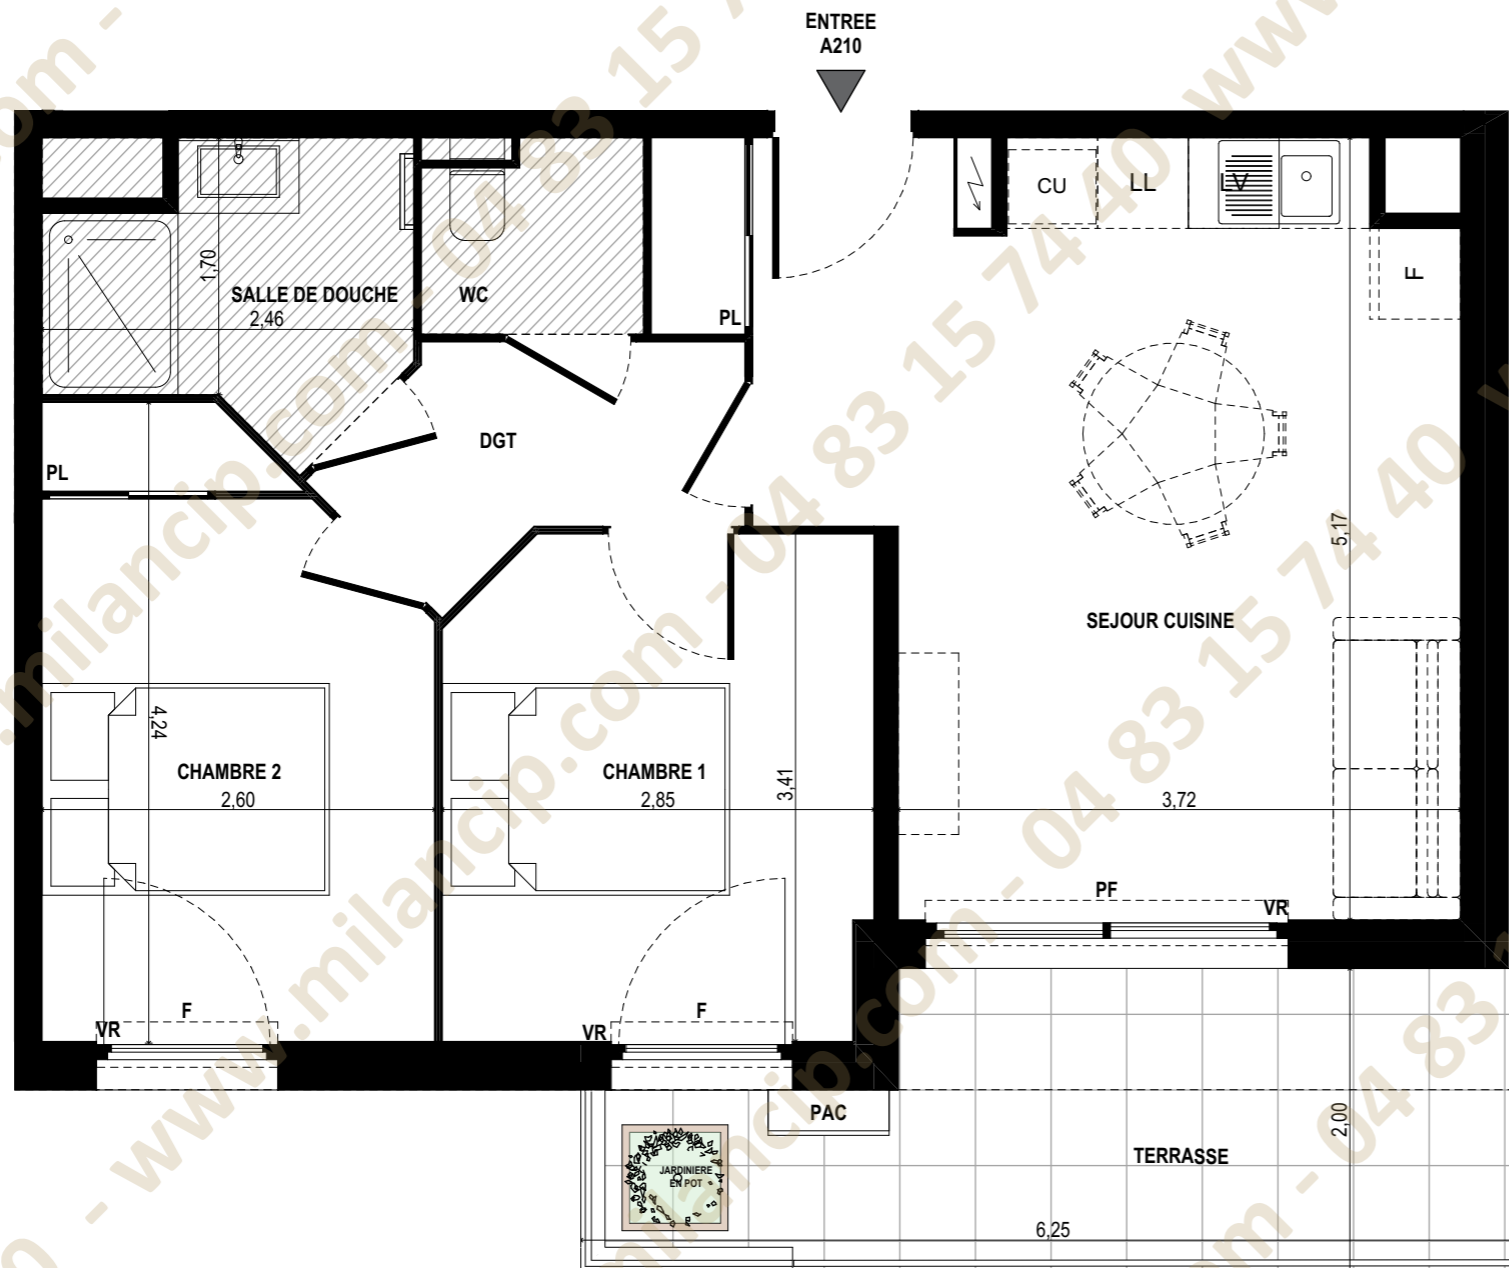 ENTREE
A210
CU
LL
LV
F
1,70
SALLE DE DOUCHE
2,46
WC
PL
DGT
PL
5,17
SEJOUR CUISINE
4,24
CHAMBRE 2
2,60
CHAMBRE 1
2,85
3,41
3,72
PF
VR
F
VR
F
VR
PAC
JARDINIERE
EN POT
TERRASSE
2,00
6,25
- www.milancip.com - 04 83 15 74 40